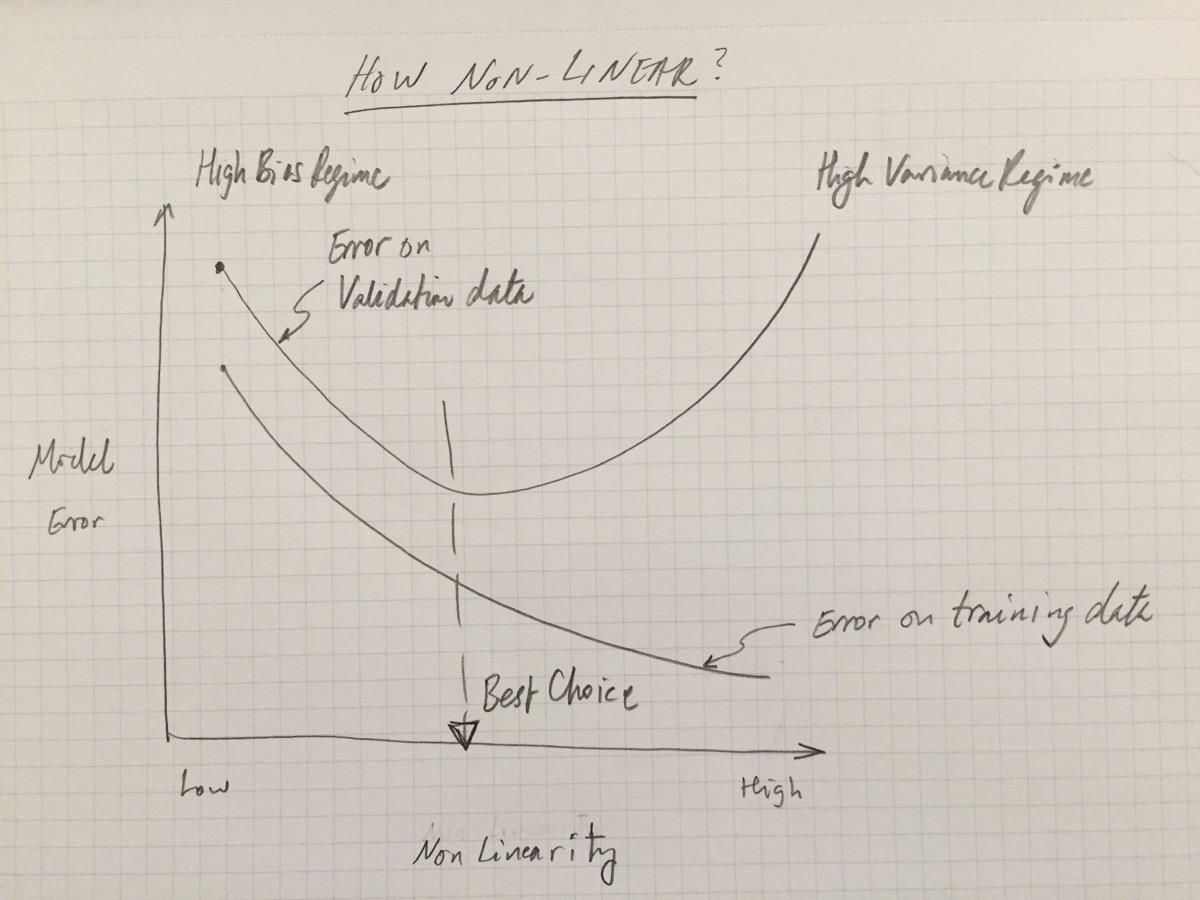 HOW NON-LINEAR?
High Bias Regime
High Variance Regime
Error on
Validation data
Model
Error
Error on training data
Best Choice
Low
High
Non Linearity